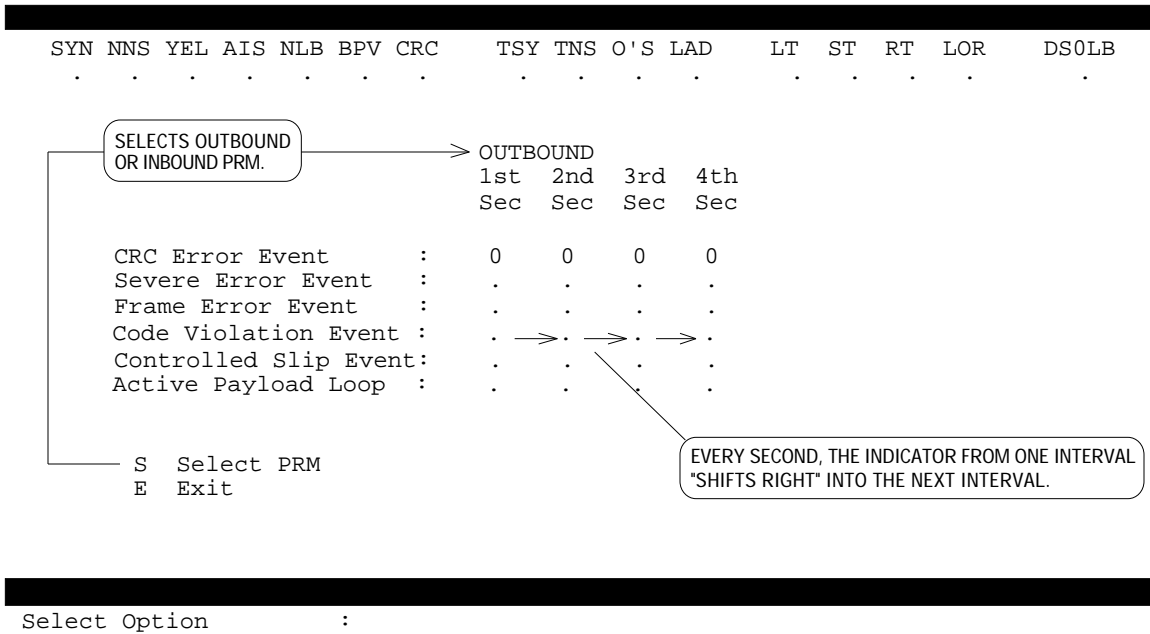 SYN NNS YEL AIS NLB BPV CRC TSY TNS O'S LAD LT ST RT LOR DS0LB
. . . . . . . . . . . . . . . .
SELECTS OUTBOUND
OR INBOUND PRM.
OUTBOUND
1st 2nd 3rd 4th
Sec Sec Sec Sec
CRC Error Event : 0 0 0 0
Severe Error Event : . . . .
Frame Error Event : . . . .
Code Violation Event : . . . .
Controlled Slip Event: . . . .
Active Payload Loop : . . . .
EVERY SECOND, THE INDICATOR FROM ONE INTERVAL
"SHIFTS RIGHT" INTO THE NEXT INTERVAL.
S Select PRM
E Exit
Select Option :